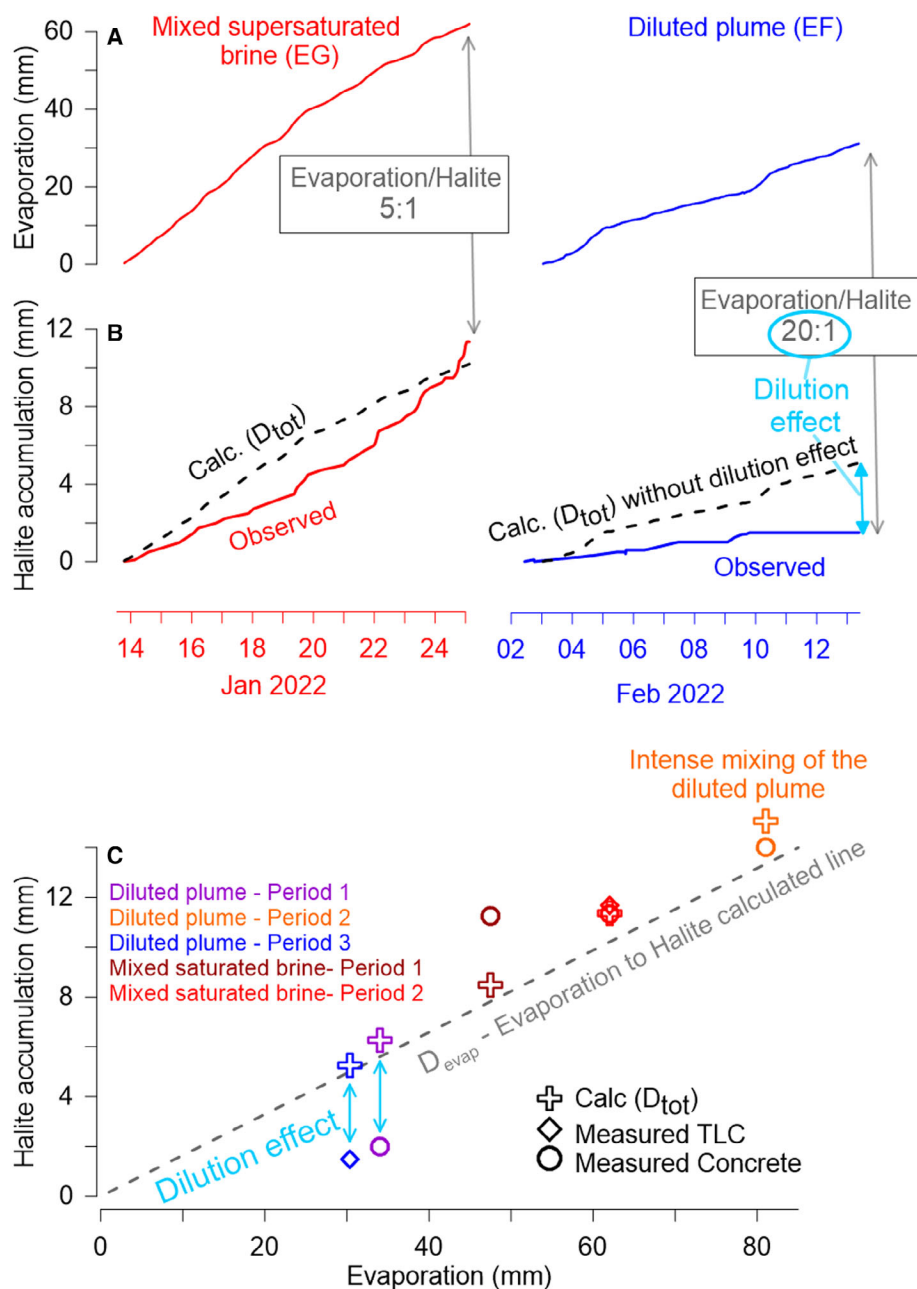 A
Mixed supersaturated
brine (EG)
Diluted plume (EF)
Evaporation (mm)
60
40
20
0
Evaporation/Halite
5:1
Evaporation/Halite
20:1
Dilution
effect
B
Halite accumulation (mm)
12
8
4
0
Calc. (Dtot)
Observed
Calc. (Dtot) without dilution effect
Observed
14 16 18 20 22 24
Jan 2022
02 04 06 08 10 12
Feb 2022
C
Intense mixing of the
diluted plume
Diluted plume - Period 1
Diluted plume - Period 2
Diluted plume - Period 3
Mixed saturated brine- Period 1
Mixed saturated brine- Period 2
Halite accumulation (mm)
12
8
4
0
Devap - Evaporation to Halite calculated line
Dilution effect
Calc (Dtot)
Measured TLC
Measured Concrete
0 20 40 60 80
Evaporation (mm)